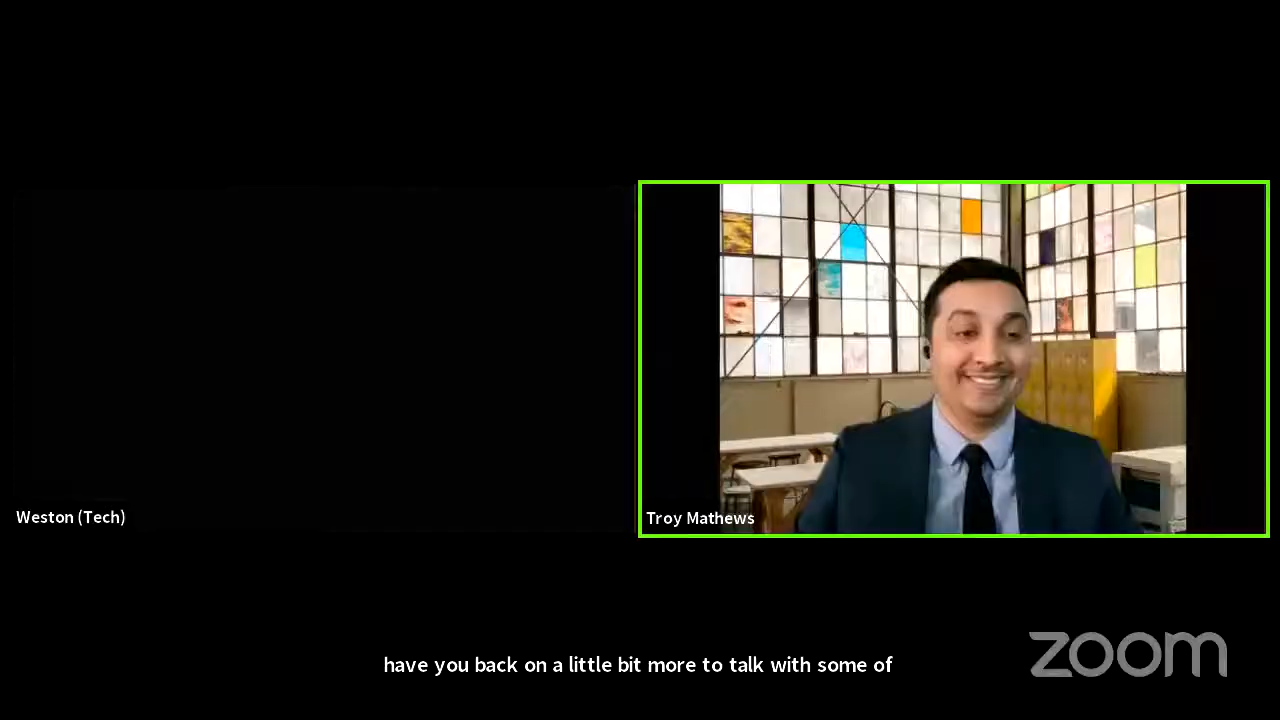 Weston (Tech)
Troy Mathews
have you back on a little bit more to talk with some of
zoom